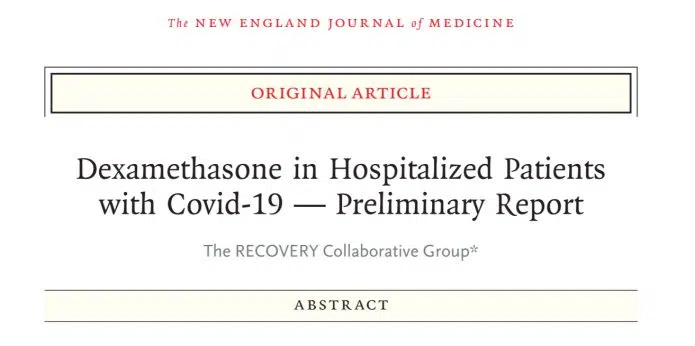 The NEW ENGLAND JOURNAL of MEDICINE
ORIGINAL ARTICLE
Dexamethasone in Hospitalized Patients
with Covid-19 — Preliminary Report
The RECOVERY Collaborative Group*
ABSTRACT